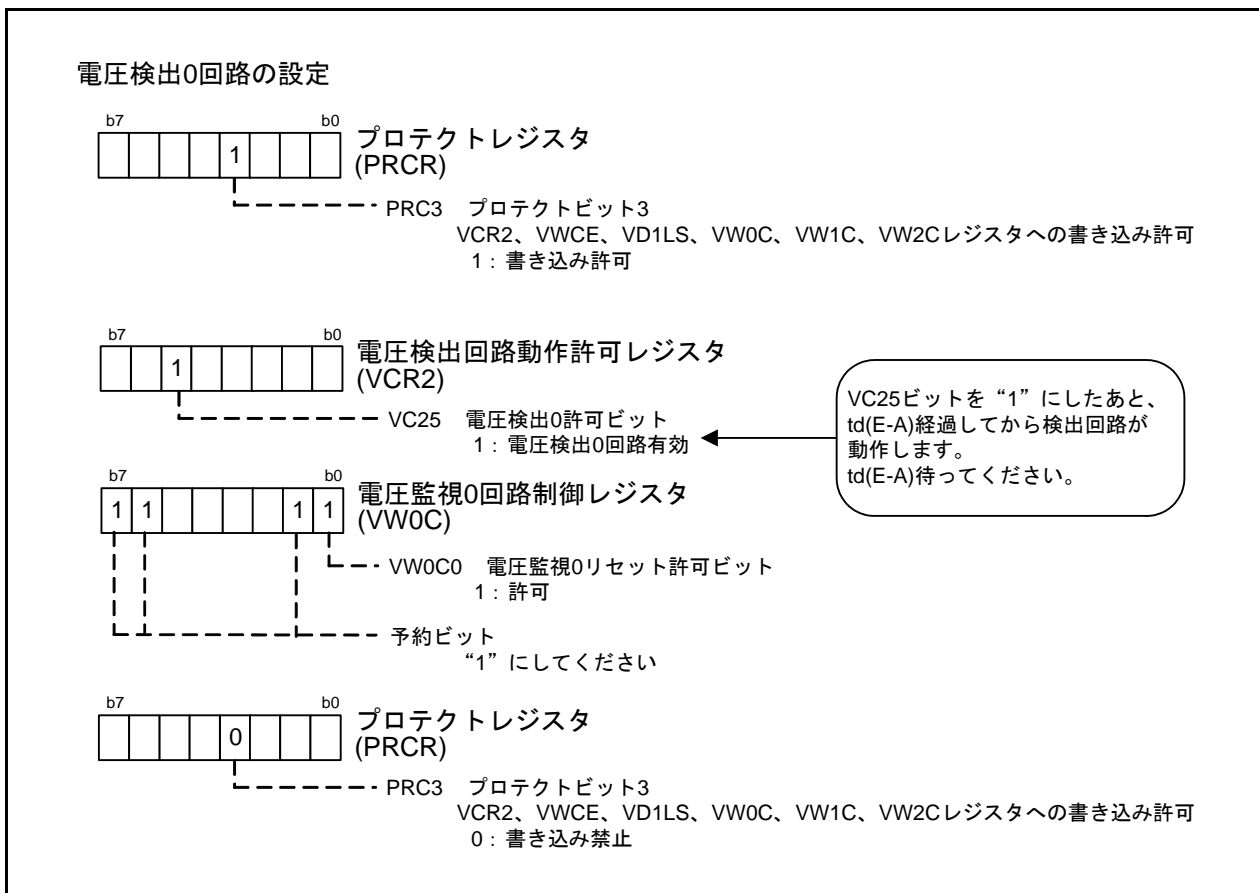 電圧検出0回路の設定
b7 b0
1
プロテクトレジスタ
(PRCR)
PRC3 プロテクトビット3
VCR2、VWCE、VD1LS、VW0C、VW1C、VW2Cレジスタへの書き込み許可
1：書き込み許可
b7 b0
1
電圧検出回路動作許可レジスタ
(VCR2)
VC25 電圧検出0許可ビット
1：電圧検出0回路有効
VC25ビットを“1”にしたあと、
td(E-A)経過してから検出回路が
動作します。
td(E-A)待ってください。
b7 b0
1 1 1 1
電圧監視0回路制御レジスタ
(VW0C)
VW0C0 電圧監視0リセット許可ビット
1：許可
予約ビット
“1”にしてください
b7 b0
0
プロテクトレジスタ
(PRCR)
PRC3 プロテクトビット3
VCR2、VWCE、VD1LS、VW0C、VW1C、VW2Cレジスタへの書き込み許可
0：書き込み禁止